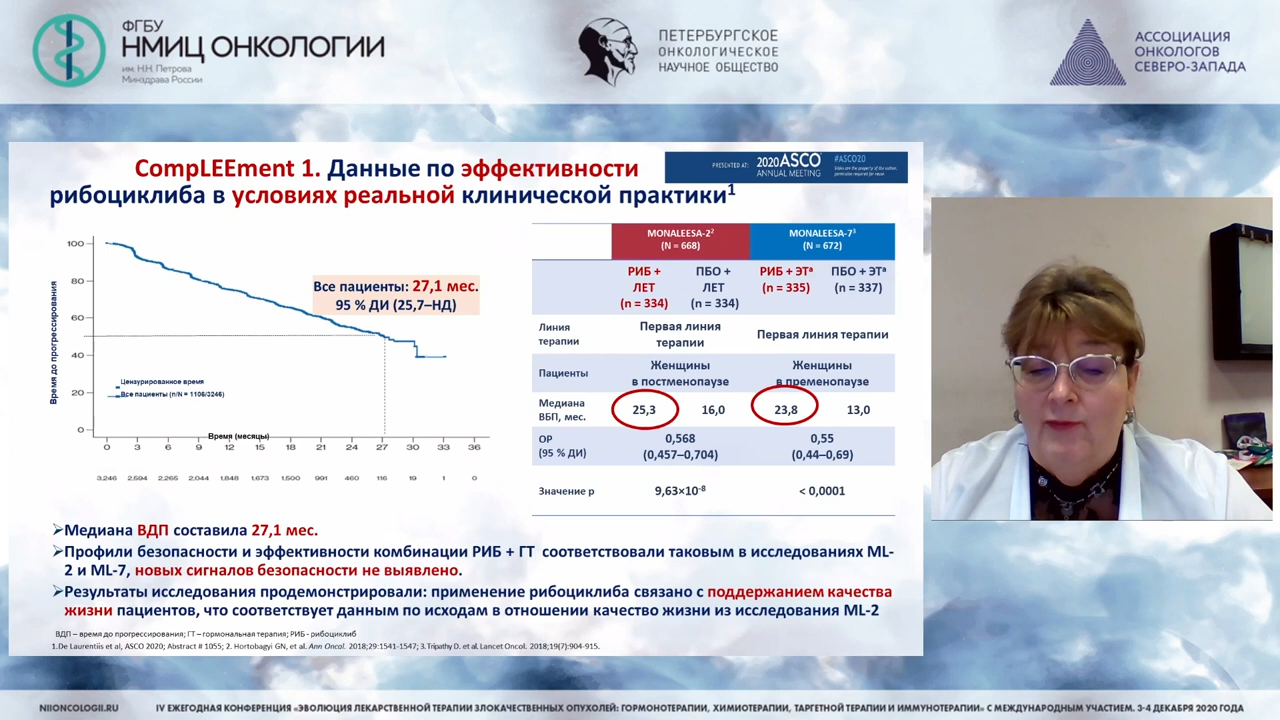 ФГБУ
НМИЦ ОНКОЛОГИИ
им. Н.Н. Петрова
Минздрава России
ПЕТЕРБУРГСКОЕ
ОНКОЛОГИЧЕСКОЕ
НАУЧНОЕ ОБЩЕСТВО
АССОЦИАЦИЯ
ОНКОЛОГОВ
СЕВЕРО-ЗАПАДА
CompLEEment 1. Данные по эффективности
рибоциклиба в условиях реальной клинической практики1
PRESENTED AT: 2020 ASCO ANNUAL MEETING
#ASCO20
Slides are the property of the author, permission required for reuse.
Время до прогрессирования
100
80
60
40
20
0
Все пациенты: 27,1 мес.
95 % ДИ (25,7–НД)
Цензурированное время
Все пациенты (n/N = 1106/3246)
Время (месяцы)
0 3 6 9 12 15 18 21 24 27 30 33 36
3,246 2,594 2,265 2,044 1,848 1,673 1,500 991 460 116 19 1 0
MONALEESA-2² (N = 668)
MONALEESA-7³ (N = 672)
РИБ + ЛЕТ (n = 334)
ПБО + ЛЕТ (n = 334)
РИБ + ЭТª (n = 335)
ПБО + ЭТª (n = 337)
Линия терапии
Первая линия терапии
Первая линия терапии
Пациенты
Женщины в постменопаузе
Женщины в пременопаузе
Медиана ВБП, мес.
25,3 16,0 23,8 13,0
ОР (95 % ДИ)
0,568 (0,457–0,704)
0,55 (0,44–0,69)
Значение p
9,63×10⁻⁸
< 0,0001
➢Медиана ВДП составила 27,1 мес.
➢Профили безопасности и эффективности комбинации РИБ + ГТ соответствовали таковым в исследованиях ML-
2 и ML-7, новых сигналов безопасности не выявлено.
➢Результаты исследования продемонстрировали: применение рибоциклиба связано с поддержанием качества
жизни пациентов, что соответствует данным по исходам в отношении качество жизни из исследования ML-2
ВДП – время до прогрессирования; ГТ – гормональная терапия; РИБ - рибоциклиб
1.De Laurentiis et al, ASCO 2020; Abstract # 1055; 2. Hortobagyi GN, et al. Ann Oncol. 2018;29:1541-1547; 3.Tripathy D. et al. Lancet Oncol. 2018;19(7):904-915.
NIIONCOLOGII.RU
IV ЕЖЕГОДНАЯ КОНФЕРЕНЦИЯ «ЭВОЛЮЦИЯ ЛЕКАРСТВЕННОЙ ТЕРАПИИ ЗЛОКАЧЕСТВЕННЫХ ОПУХОЛЕЙ: ГОРМОНОТЕРАПИИ, ХИМИОТЕРАПИИ, ТАРГЕТНОЙ ТЕРАПИИ И ИММУНОТЕРАПИИ» С МЕЖДУНАРОДНЫМ УЧАСТИЕМ. 3-4 ДЕКАБРЯ 2020 ГОДА